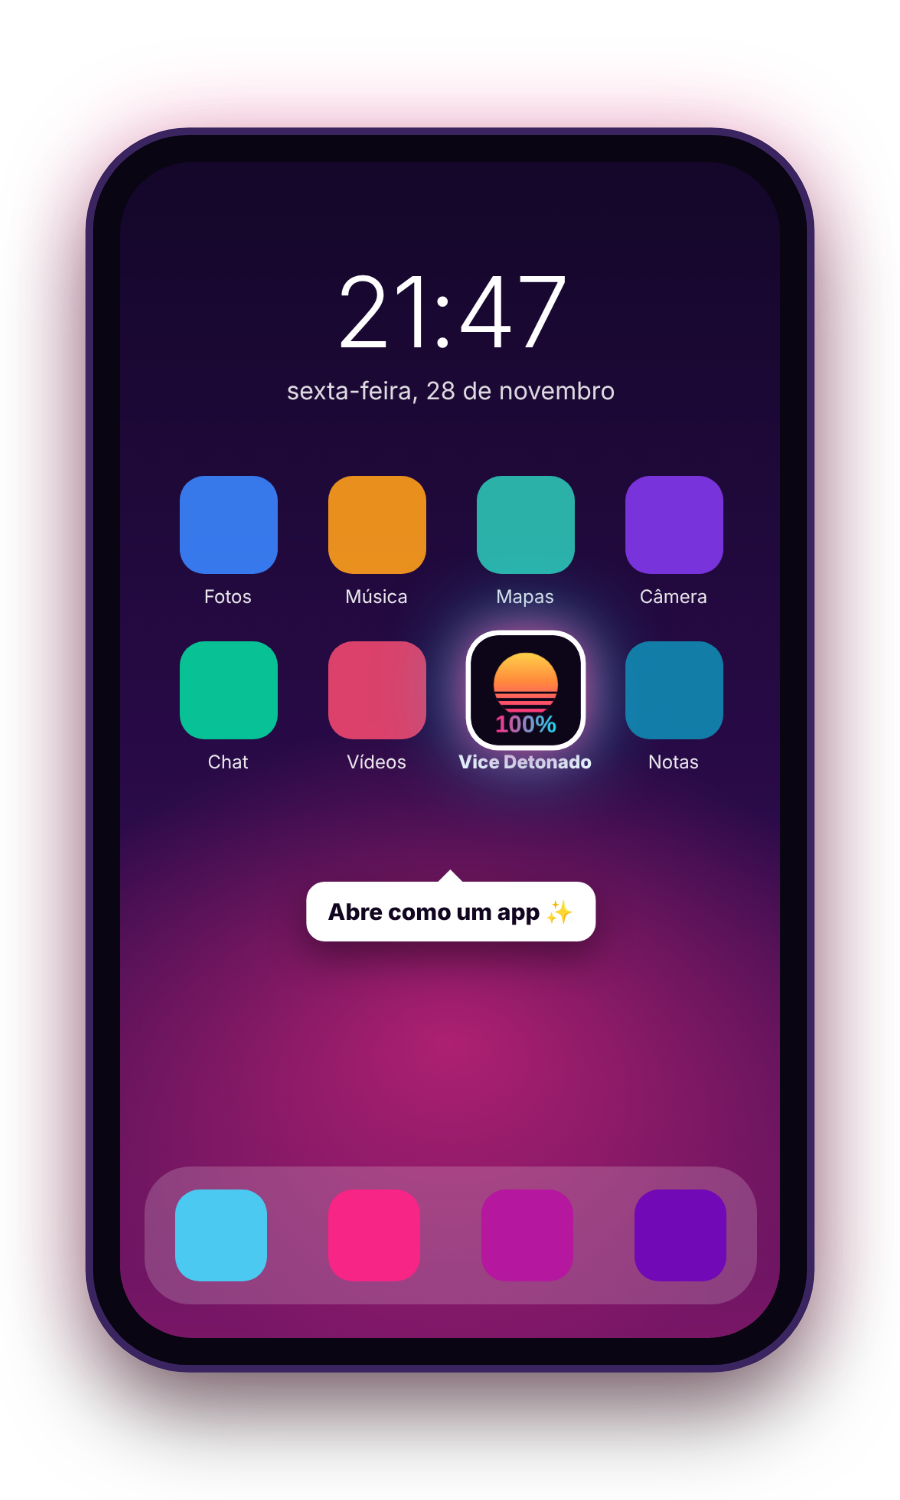 21:47
sexta-feira, 28 de novembro
Fotos Música Mapas Câmera
100%
Chat Vídeos Vice Detonado Notas
Abre como um app ✨